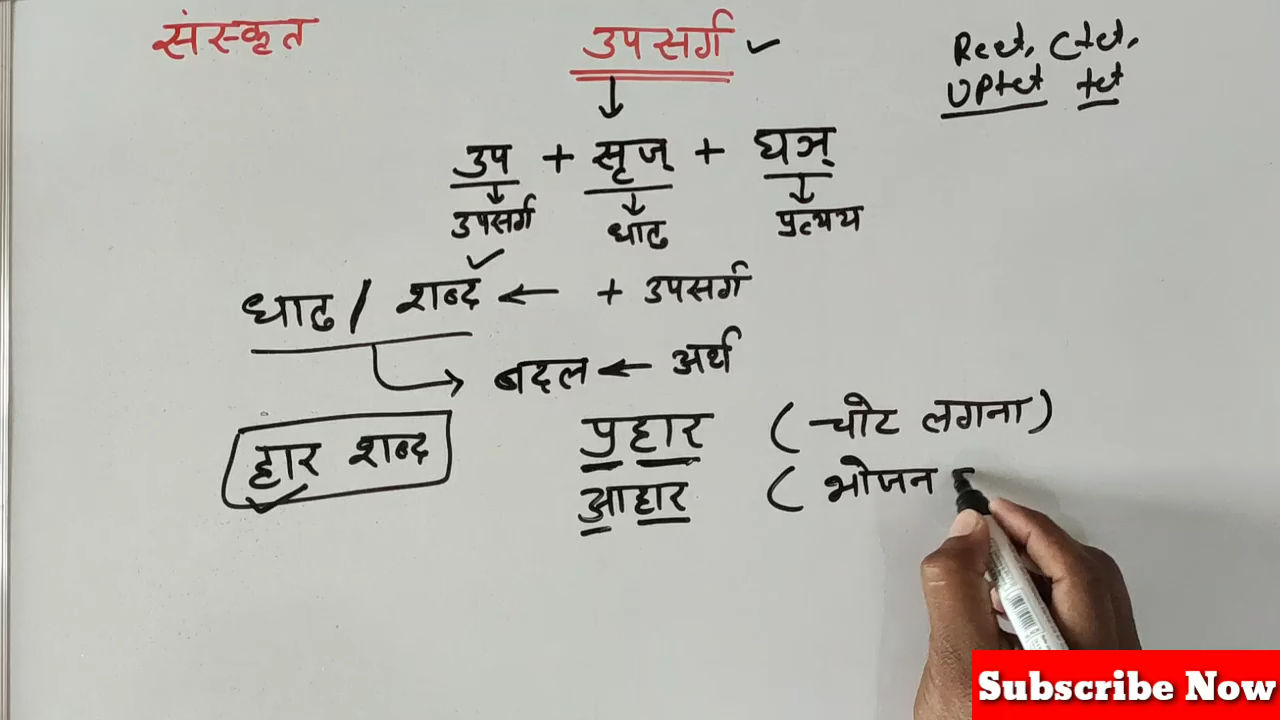 संस्कृत
उपसर्ग
Reet, Ctet,
UPtet tet
उप + सृज् + घञ्
उपसर्ग धातु प्रत्यय
धातु / शब्द ← + उपसर्ग
बदल ← अर्थ
हार शब्द
प्रहार (चोट लगना)
आहार (भोजन
Subscribe Now